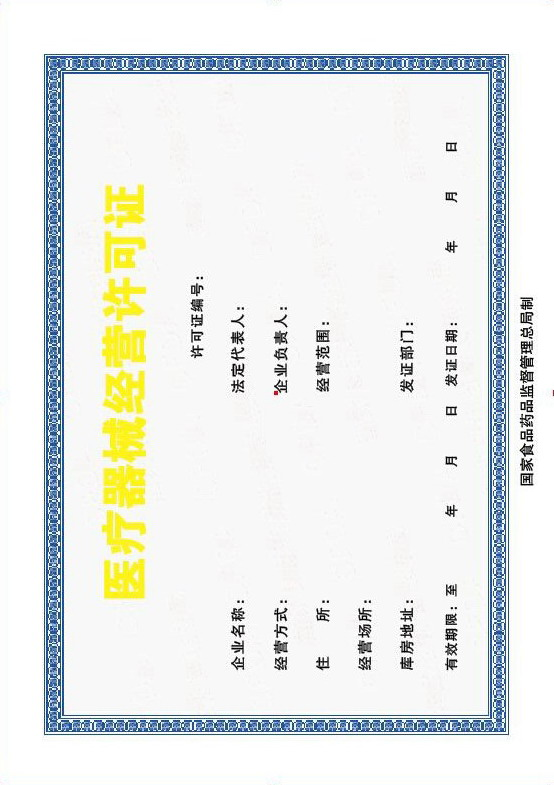 医疗器械经营许可证
许可证编号：
企业名称： 法定代表人：
经营方式： 企业负责人：
住 所： 经营范围：
经营场所：
库房地址： 发证部门：
有效期限：至 年 月 日 发证日期： 年 月 日
国家食品药品监督管理总局制